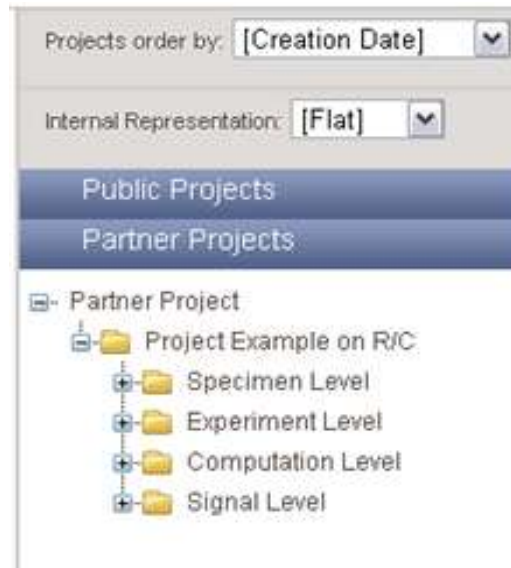 Projects order by: [Creation Date]
Internal Representation: [Flat]
Public Projects
Partner Projects
Partner Project
Project Example on R/C
Specimen Level
Experiment Level
Computation Level
Signal Level